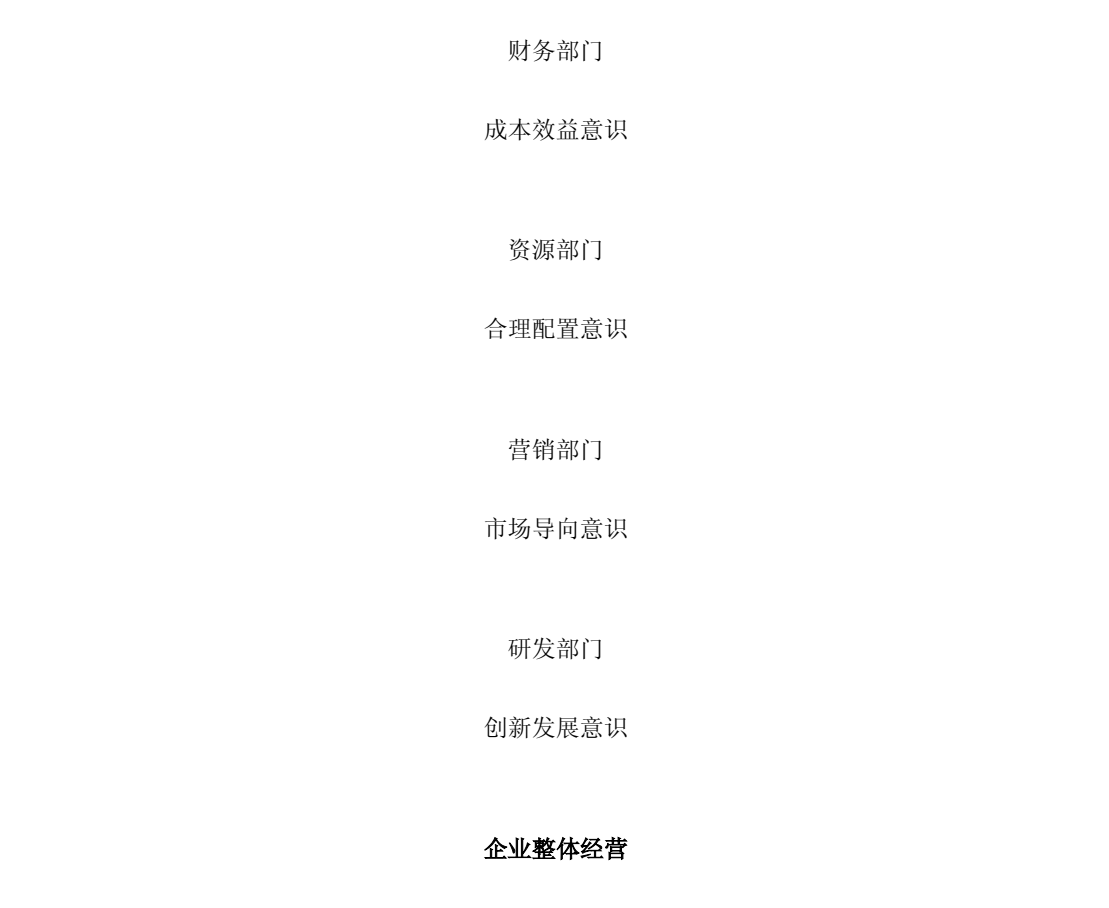 财务部门
成本效益意识
资源部门
合理配置意识
营销部门
市场导向意识
研发部门
创新发展意识
企业整体经营